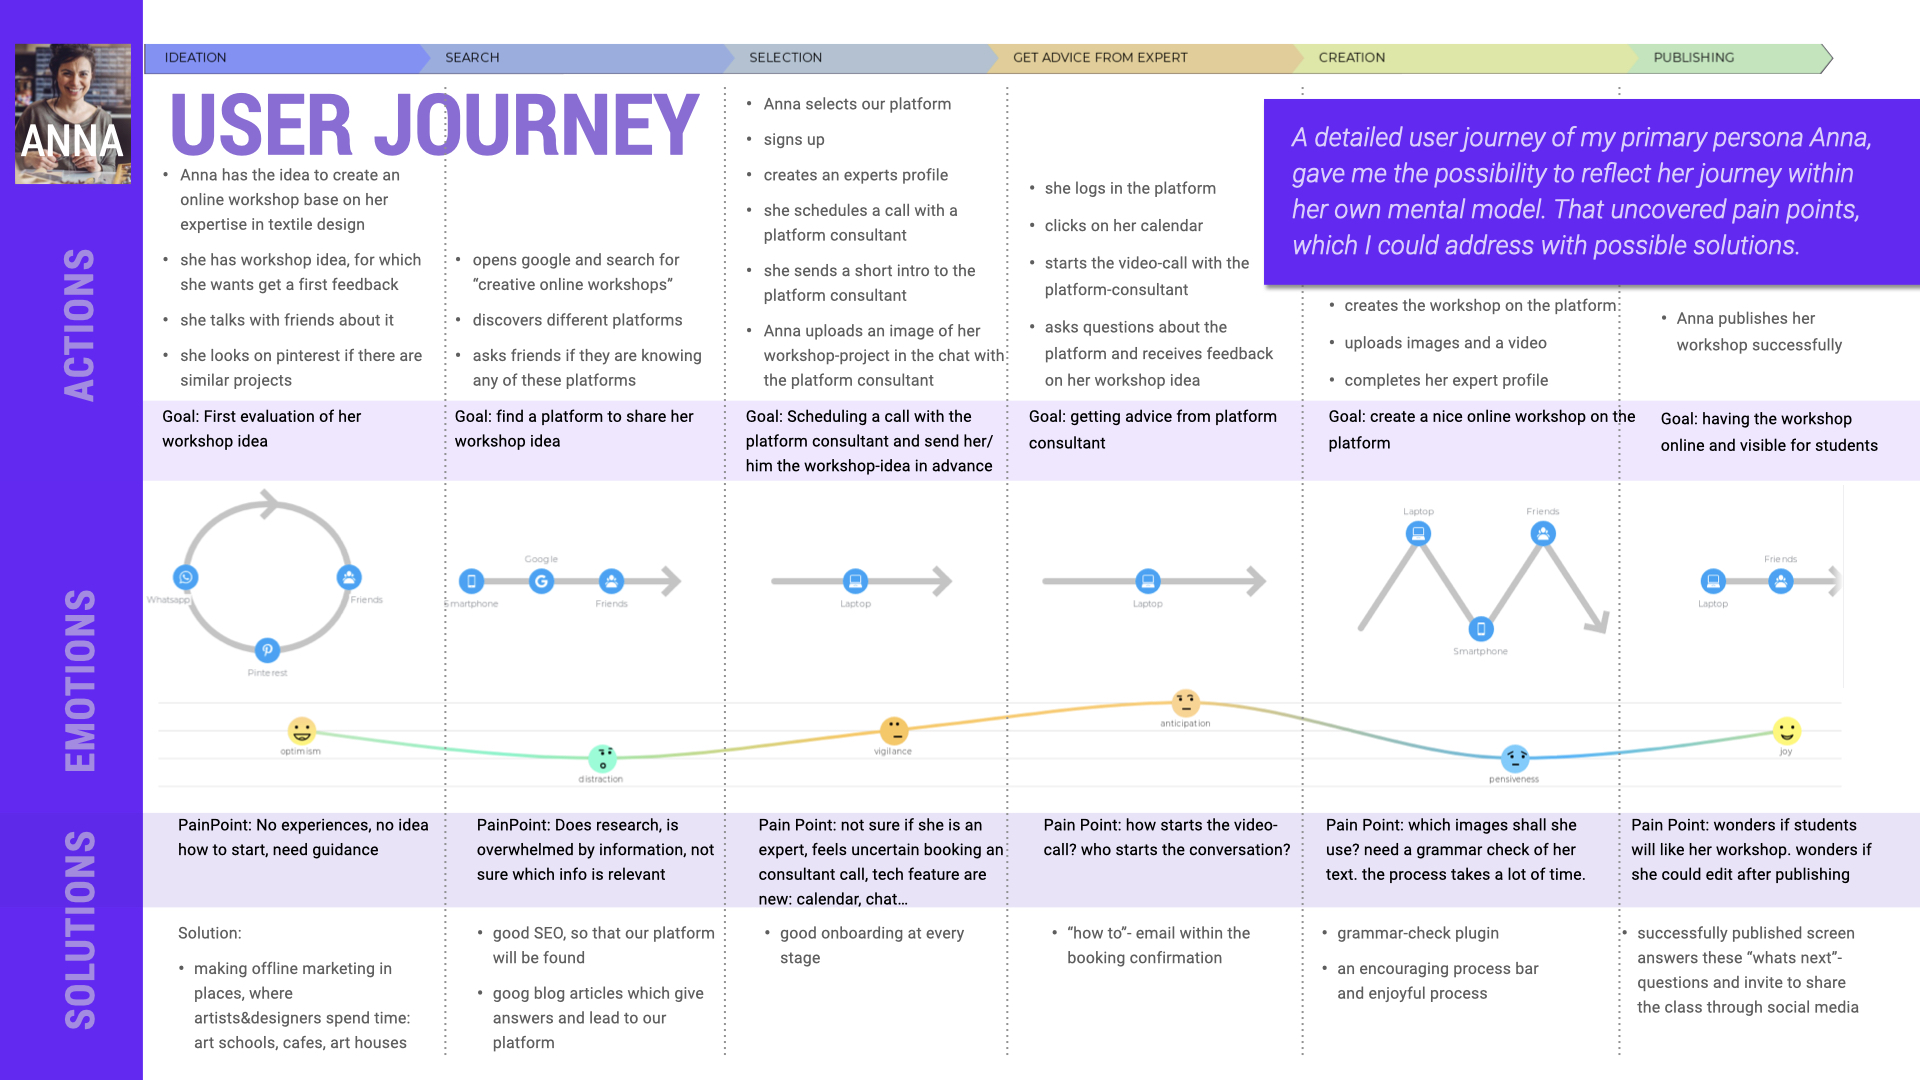 IDEATION
SEARCH
SELECTION
GET ADVICE FROM EXPERT
CREATION
PUBLISHING
ANNA
USER JOURNEY
A detailed user journey of my primary persona Anna,
gave me the possibility to reflect her journey within
her own mental model. That uncovered pain points,
which I could address with possible solutions.
ACTIONS
• Anna has the idea to create an
online workshop base on her
expertise in textile design
• she has workshop idea, for which
she wants get a first feedback
• she talks with friends about it
• she looks on pinterest if there are
similar projects
• opens google and search for
“creative online workshops”
• discovers different platforms
• asks friends if they are knowing
any of these platforms
• Anna selects our platform
• signs up
• creates an experts profile
• she schedules a call with a
platform consultant
• she sends a short intro to the
platform consultant
• Anna uploads an image of her
workshop-project in the chat with
the platform consultant
• she logs in the platform
• clicks on her calendar
• starts the video-call with the
platform-consultant
• asks questions about the
platform and receives feedback
on her workshop idea
• creates the workshop on the platform
• uploads images and a video
• completes her expert profile
• Anna publishes her
workshop successfully
Goal: First evaluation of her
workshop idea
Goal: find a platform to share her
workshop idea
Goal: Scheduling a call with the
platform consultant and send her/
him the workshop-idea in advance
Goal: getting advice from platform
consultant
Goal: create a nice online workshop on the
platform
Goal: having the workshop
online and visible for students
EMOTIONS
Whatsapp
Friends
Pinterest
Smartphone
Google
Friends
Laptop
Laptop
Laptop
Friends
Smartphone
Laptop
Friends
optimism
distraction
vigilance
anticipation
pensiveness
joy
SOLUTIONS
PainPoint: No experiences, no idea
how to start, need guidance
PainPoint: Does research, is
overwhelmed by information, not
sure which info is relevant
Pain Point: not sure if she is an
expert, feels uncertain booking an
consultant call, tech feature are
new: calendar, chat...
Pain Point: how starts the video-
call? who starts the conversation?
Pain Point: which images shall she
use? need a grammar check of her
text. the process takes a lot of time.
Pain Point: wonders if students
will like her workshop. wonders if
she could edit after publishing
Solution:
• making offline marketing in
places, where
artists&designers spend time:
art schools, cafes, art houses
• good SEO, so that our platform
will be found
• goog blog articles which give
answers and lead to our
platform
• good onboarding at every
stage
• “how to“- email within the
booking confirmation
• grammar-check plugin
• an encouraging process bar
and enjoyful process
• successfully published screen
answers these “whats next”-
questions and invite to share
the class through social media